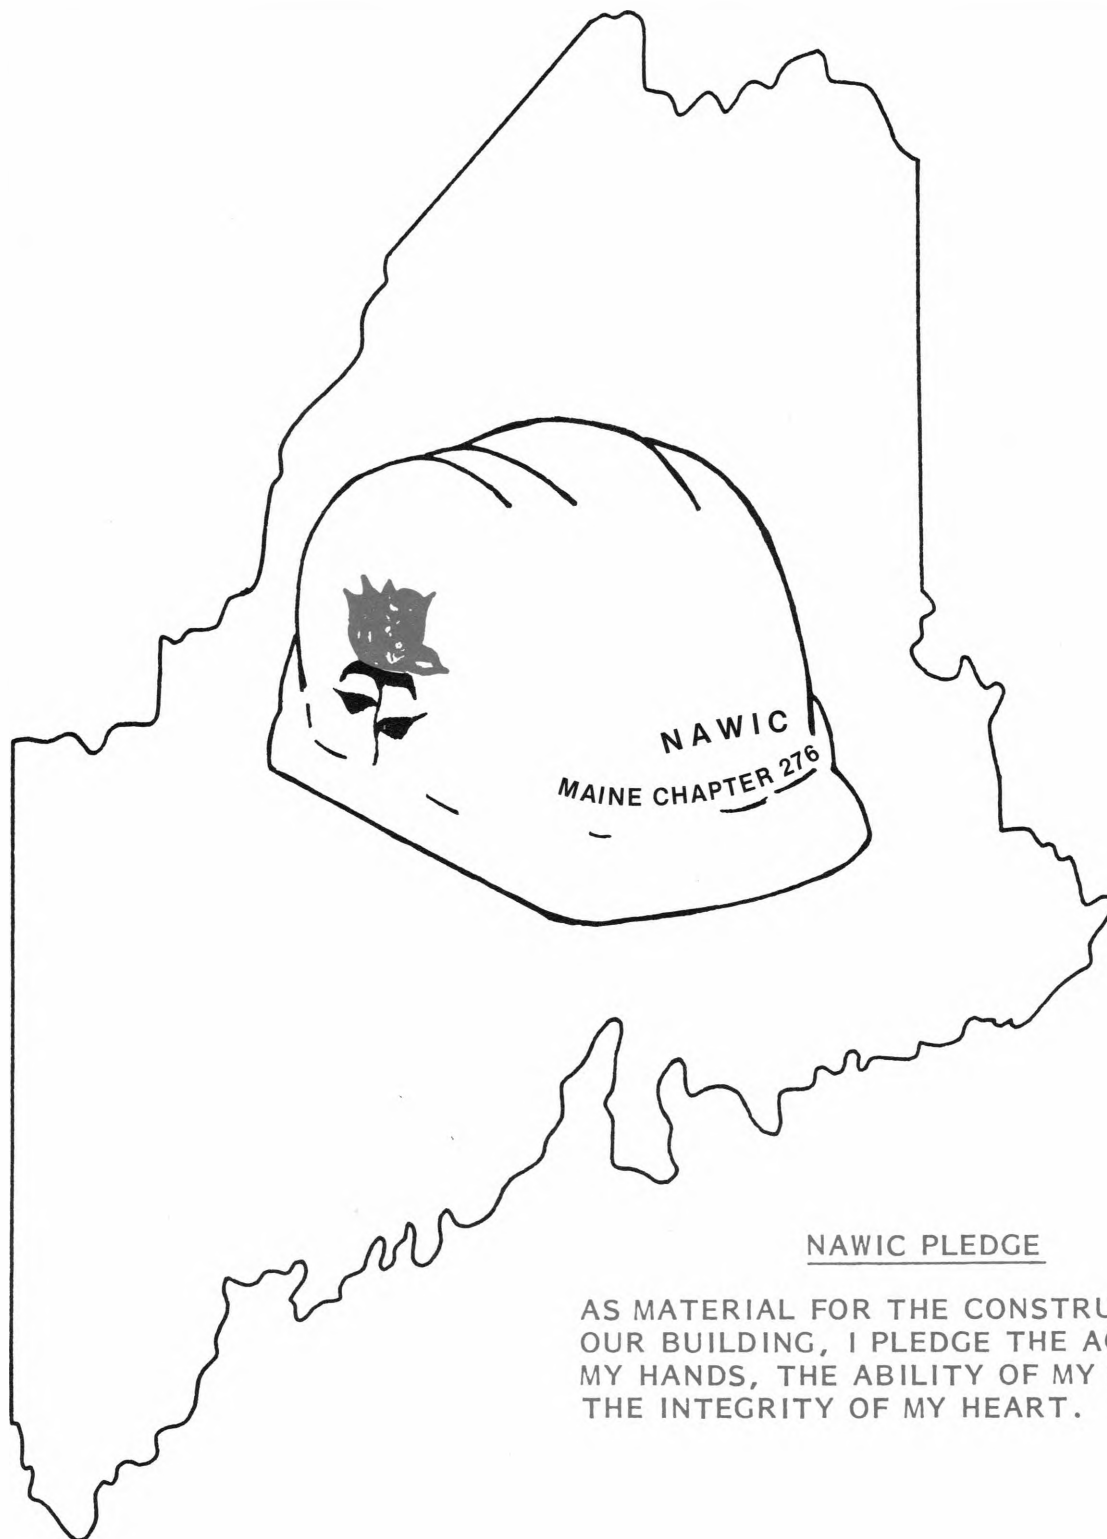 NAWIC
MAINE CHAPTER 276
NAWIC PLEDGE
AS MATERIAL FOR THE
OUR BUILDING, I PLEDGE THE
MY HANDS, THE ABILITY OF MY
THE INTEGRITY OF MY HEART.